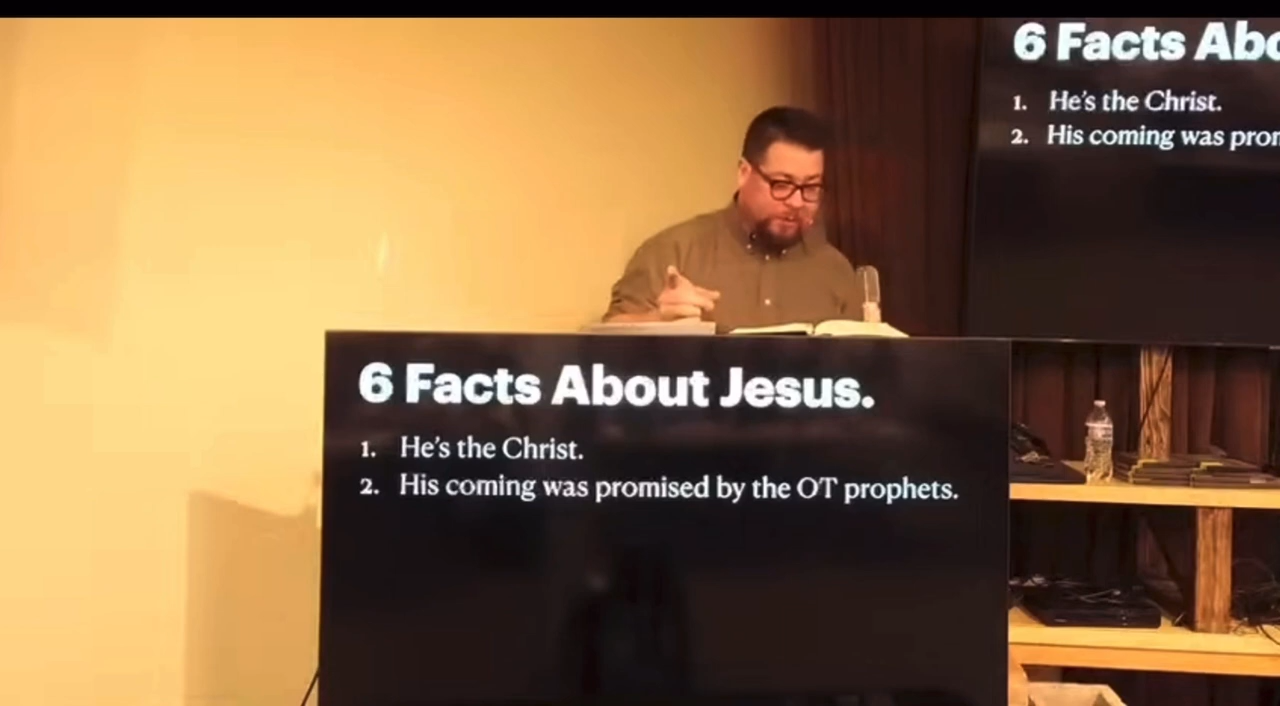 6 Facts Abo
1. He's the Christ.
2. His coming was pron
6 Facts About Jesus.
1. He's the Christ.
2. His coming was promised by the OT prophets.